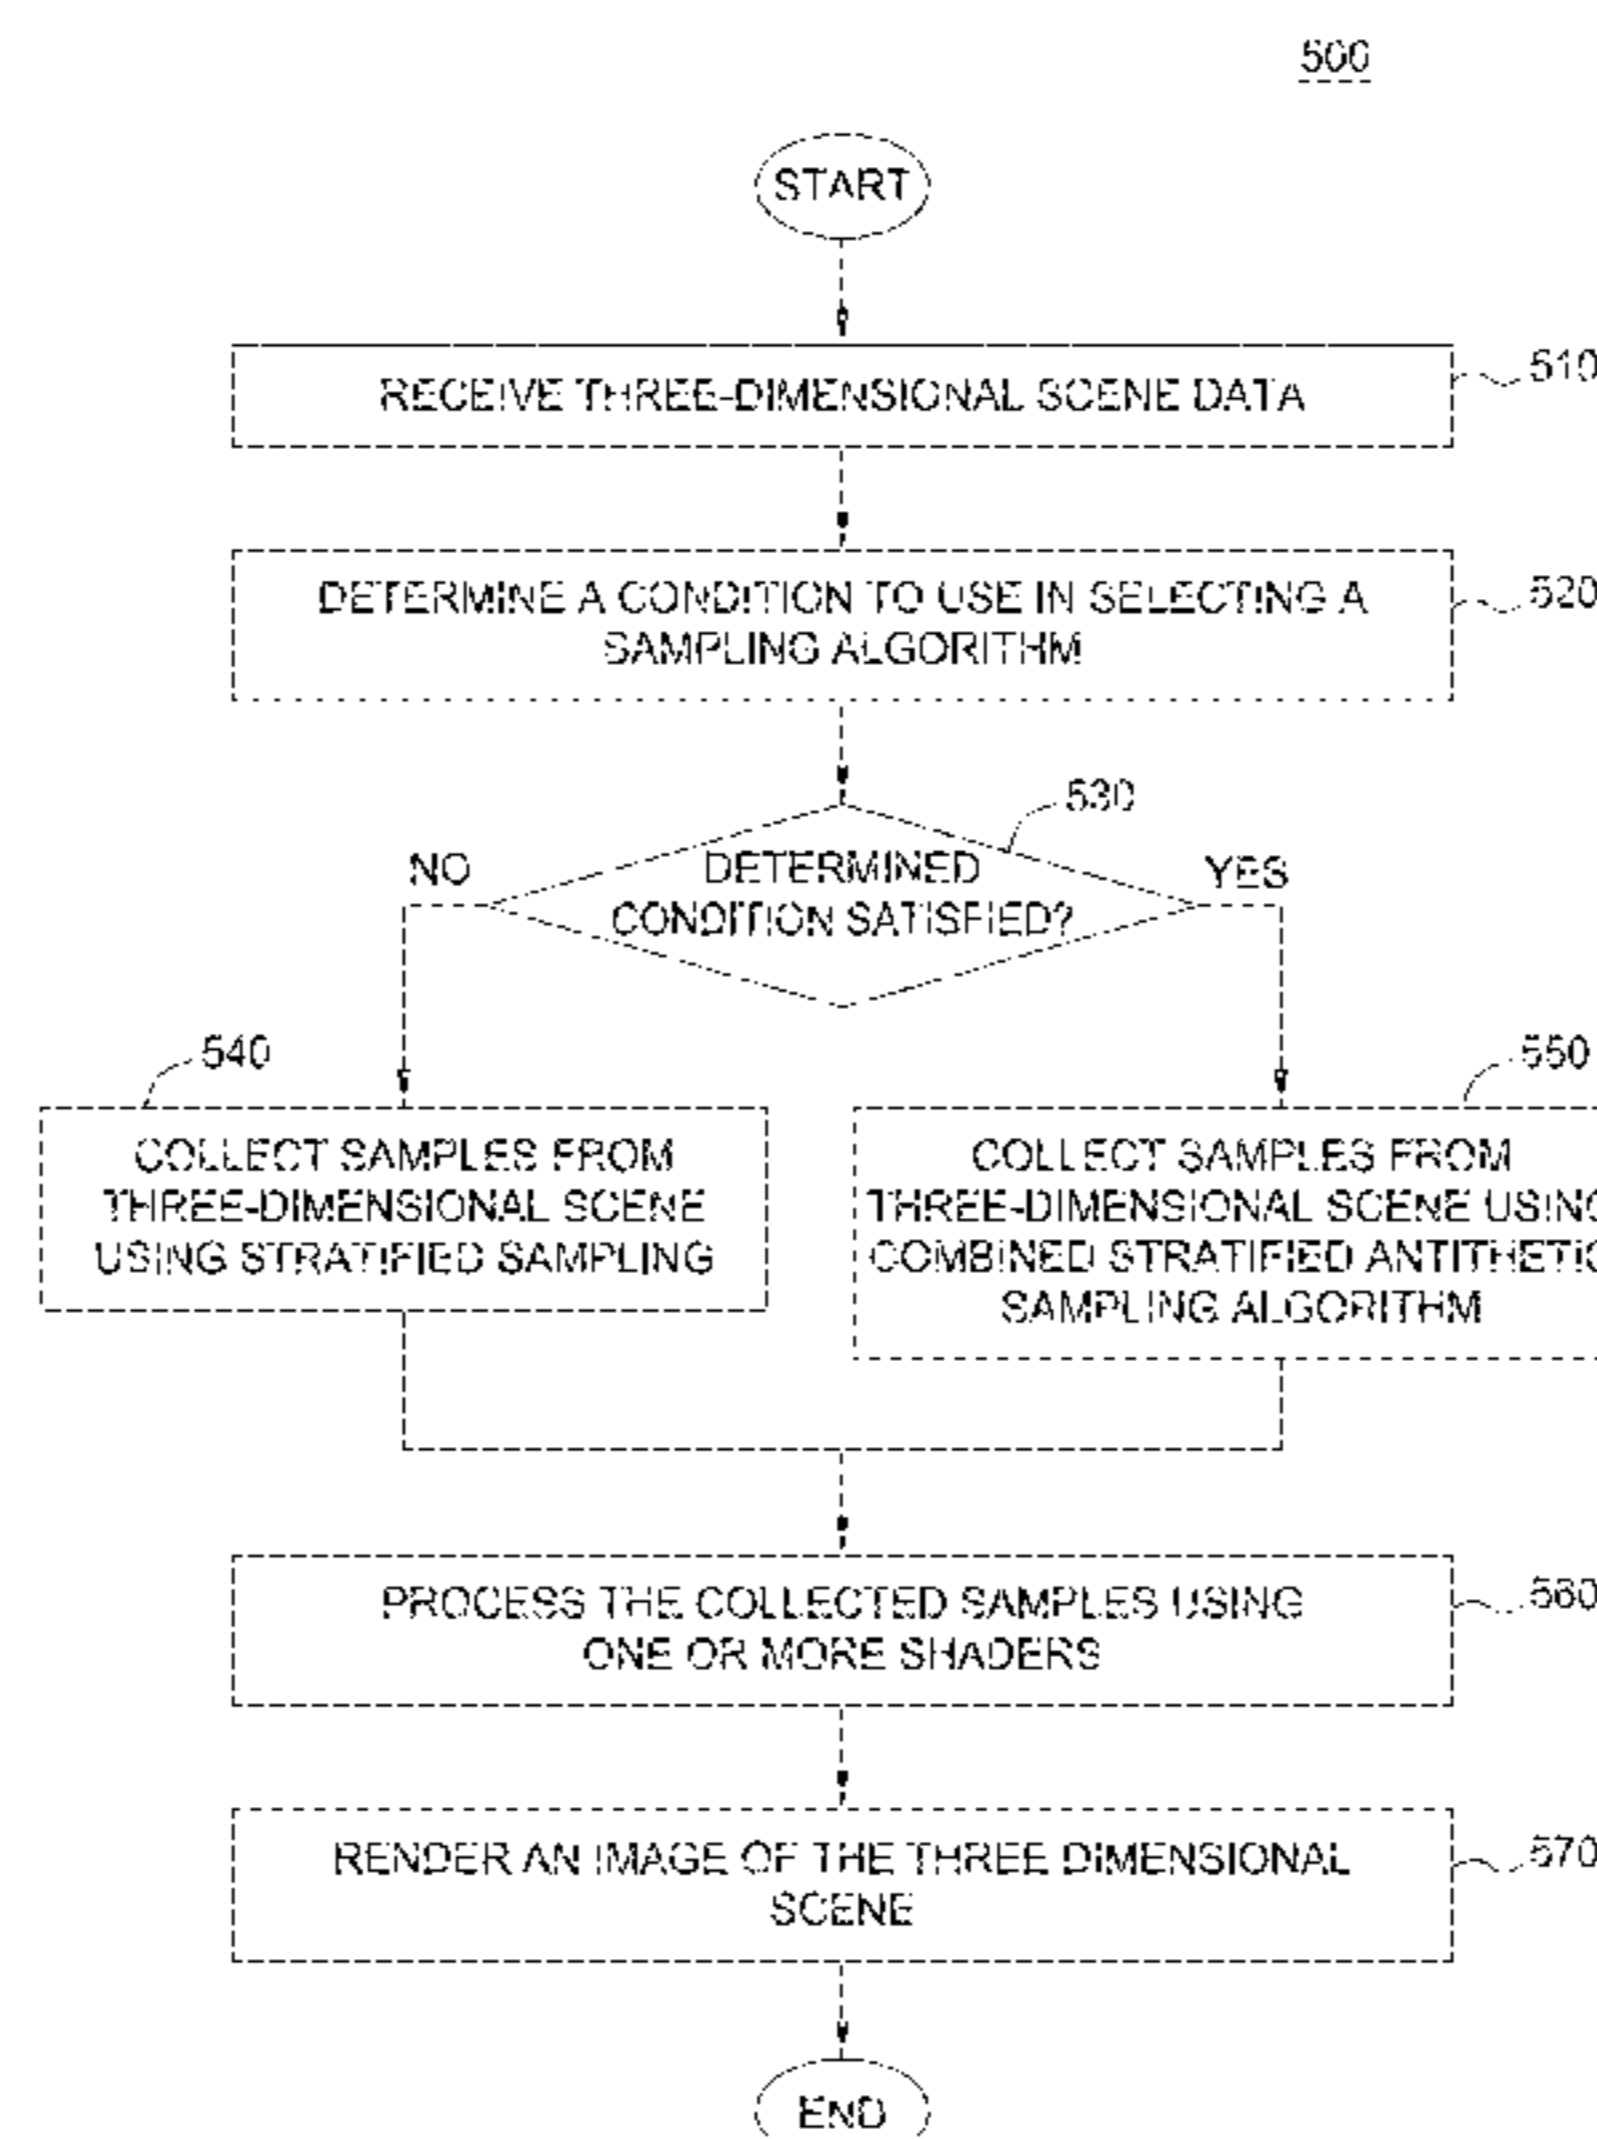 500
START
RECEIVE THREE-DIMENSIONAL SCENE DATA
510
DETERMINE A CONDITION TO USE IN SELECTING A
SAMPLING ALGORITHM
520
530
NO
DETERMINED
CONDITION SATISFIED?
YES
540
COLLECT SAMPLES FROM
THREE-DIMENSIONAL SCENE
USING STRATIFIED SAMPLING
550
COLLECT SAMPLES FROM
THREE-DIMENSIONAL SCENE USING
COMBINED STRATIFIED ANTITHETIC
SAMPLING ALGORITHM
PROCESS THE COLLECTED SAMPLES USING
ONE OR MORE SHADERS
560
RENDER AN IMAGE OF THE THREE DIMENSIONAL
SCENE
570
END